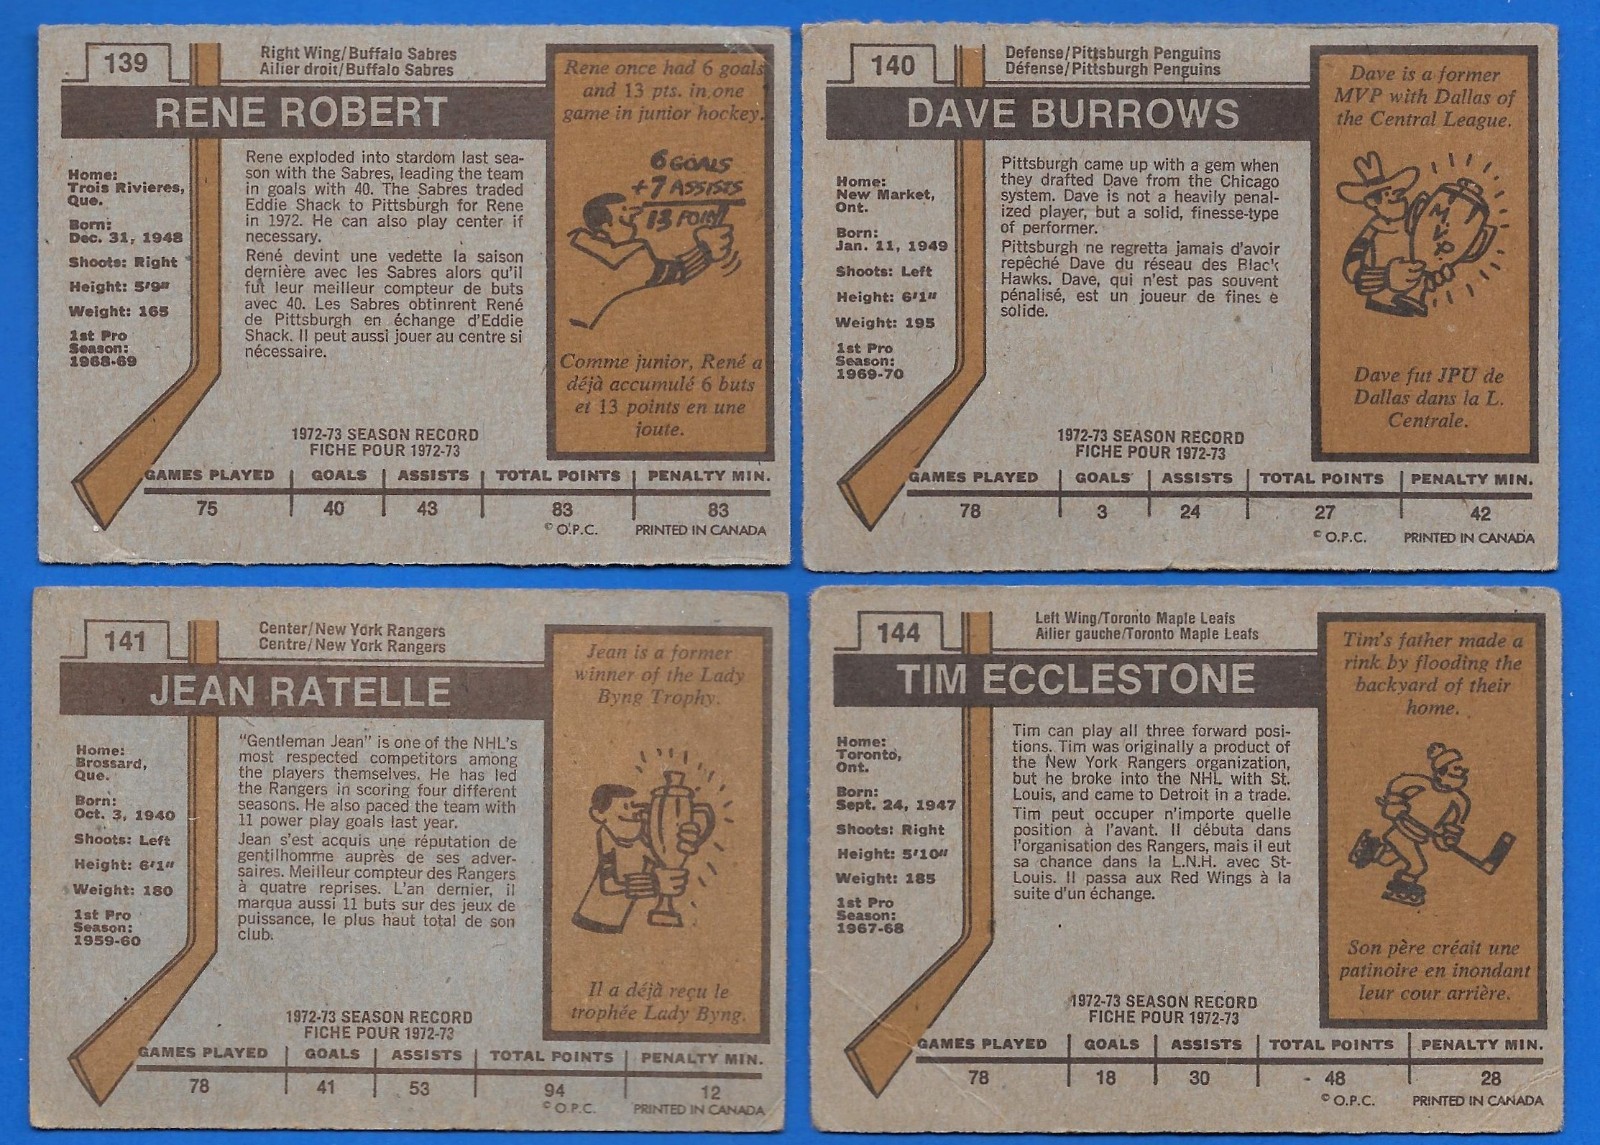 139
Right Wing/Buffalo Sabres
Ailier droit/Buffalo Sabres
RENE ROBERT
Home:
Trois Rivieres,
Que.
Born:
Dec. 31, 1948
Shoots: Right
Height: 5'9"
Weight: 165
1st Pro
Season:
1968-69
Rene exploded into stardom last sea-
son with the Sabres, leading the team
in goals with 40. The Sabres traded
Eddie Shack to Pittsburgh for Rene
in 1972. He can also play center if
necessary.
René devint une vedette la saison
dernière avec les Sabres alors qu'il
fut leur meilleur compteur de buts
avec 40. Les Sabres obtinrent René
de Pittsburgh en échange d'Eddie
Shack. Il peut aussi jouer au centre si
nécessaire.
Rene once had 6 goals
and 13 pts. in one
game in junior hockey.
6 GOALS
+7 ASSISTS
13 POINT
Comme junior, René a
déjà accumulé 6 buts
et 13 points en une
joute.
1972-73 SEASON RECORD
FICHE POUR 1972-73
GAMES PLAYED GOALS ASSISTS TOTAL POINTS PENALTY MIN.
75 40 43 83 83
© O.P.C. PRINTED IN CANADA
140
Defense/Pittsburgh Penguins
Défense/Pittsburgh Penguins
DAVE BURROWS
Home:
New Market,
Ont.
Born:
Jan. 11, 1949
Shoots: Left
Height: 6'1"
Weight: 195
1st Pro
Season:
1969-70
Pittsburgh came up with a gem when
they drafted Dave from the Chicago
system. Dave is not a heavily penal-
ized player, but a solid, finesse-type
of performer.
Pittsburgh ne regretta jamais d'avoir
repêché Dave du réseau des Black
Hawks. Dave, qui n'est pas souvent
pénalisé, est un joueur de fines e
solide.
Dave is a former
MVP with Dallas of
the Central League.
M.V.P.
Dave fut JPU de
Dallas dans la L.
Centrale.
1972-73 SEASON RECORD
FICHE POUR 1972-73
GAMES PLAYED GOALS ASSISTS TOTAL POINTS PENALTY MIN.
78 3 24 27 42
© O.P.C. PRINTED IN CANADA
141
Center/New York Rangers
Centre/New York Rangers
JEAN RATELLE
Home:
Brossard,
Que.
Born:
Oct. 3, 1940
Shoots: Left
Height: 6'1"
Weight: 180
1st Pro
Season:
1959-60
"Gentleman Jean" is one of the NHL's
most respected competitors among
the players themselves. He has led
the Rangers in scoring four different
seasons. He also paced the team with
11 power play goals last year.
Jean s'est acquis une réputation de
gentilhomme auprès de ses adver-
saires. Meilleur compteur des Rangers
à quatre reprises. L'an dernier, il
marqua aussi 11 buts sur des jeux de
puissance, le plus haut total de son
club.
Jean is a former
winner of the Lady
Byng Trophy.
Il a déjà reçu le
trophée Lady Byng.
1972-73 SEASON RECORD
FICHE POUR 1972-73
GAMES PLAYED GOALS ASSISTS TOTAL POINTS PENALTY MIN.
78 41 53 94 12
© O.P.C. PRINTED IN CANADA
144
Left Wing/Toronto Maple Leafs
Ailier gauche/Toronto Maple Leafs
TIM ECCLESTONE
Home:
Toronto,
Ont.
Born:
Sept. 24, 1947
Shoots: Right
Height: 5'10"
Weight: 185
1st Pro
Season:
1967-68
Tim can play all three forward posi-
tions. Tim was originally a product of
the New York Rangers organization,
but he broke into the NHL with St.
Louis, and came to Detroit in a trade.
Tim peut occuper n'importe quelle
position à l'avant. Il débuta dans
l'organisation des Rangers, mais il eut
sa chance dans la L.N.H. avec St-
Louis. Il passa aux Red Wings à la
suite d'un échange.
Tim's father made a
rink by flooding the
backyard of their
home.
Son père créait une
patinoire en inondant
leur cour arrière.
1972-73 SEASON RECORD
FICHE POUR 1972-73
GAMES PLAYED GOALS ASSISTS TOTAL POINTS PENALTY MIN.
78 18 30 48 28
© O.P.C. PRINTED IN CANADA